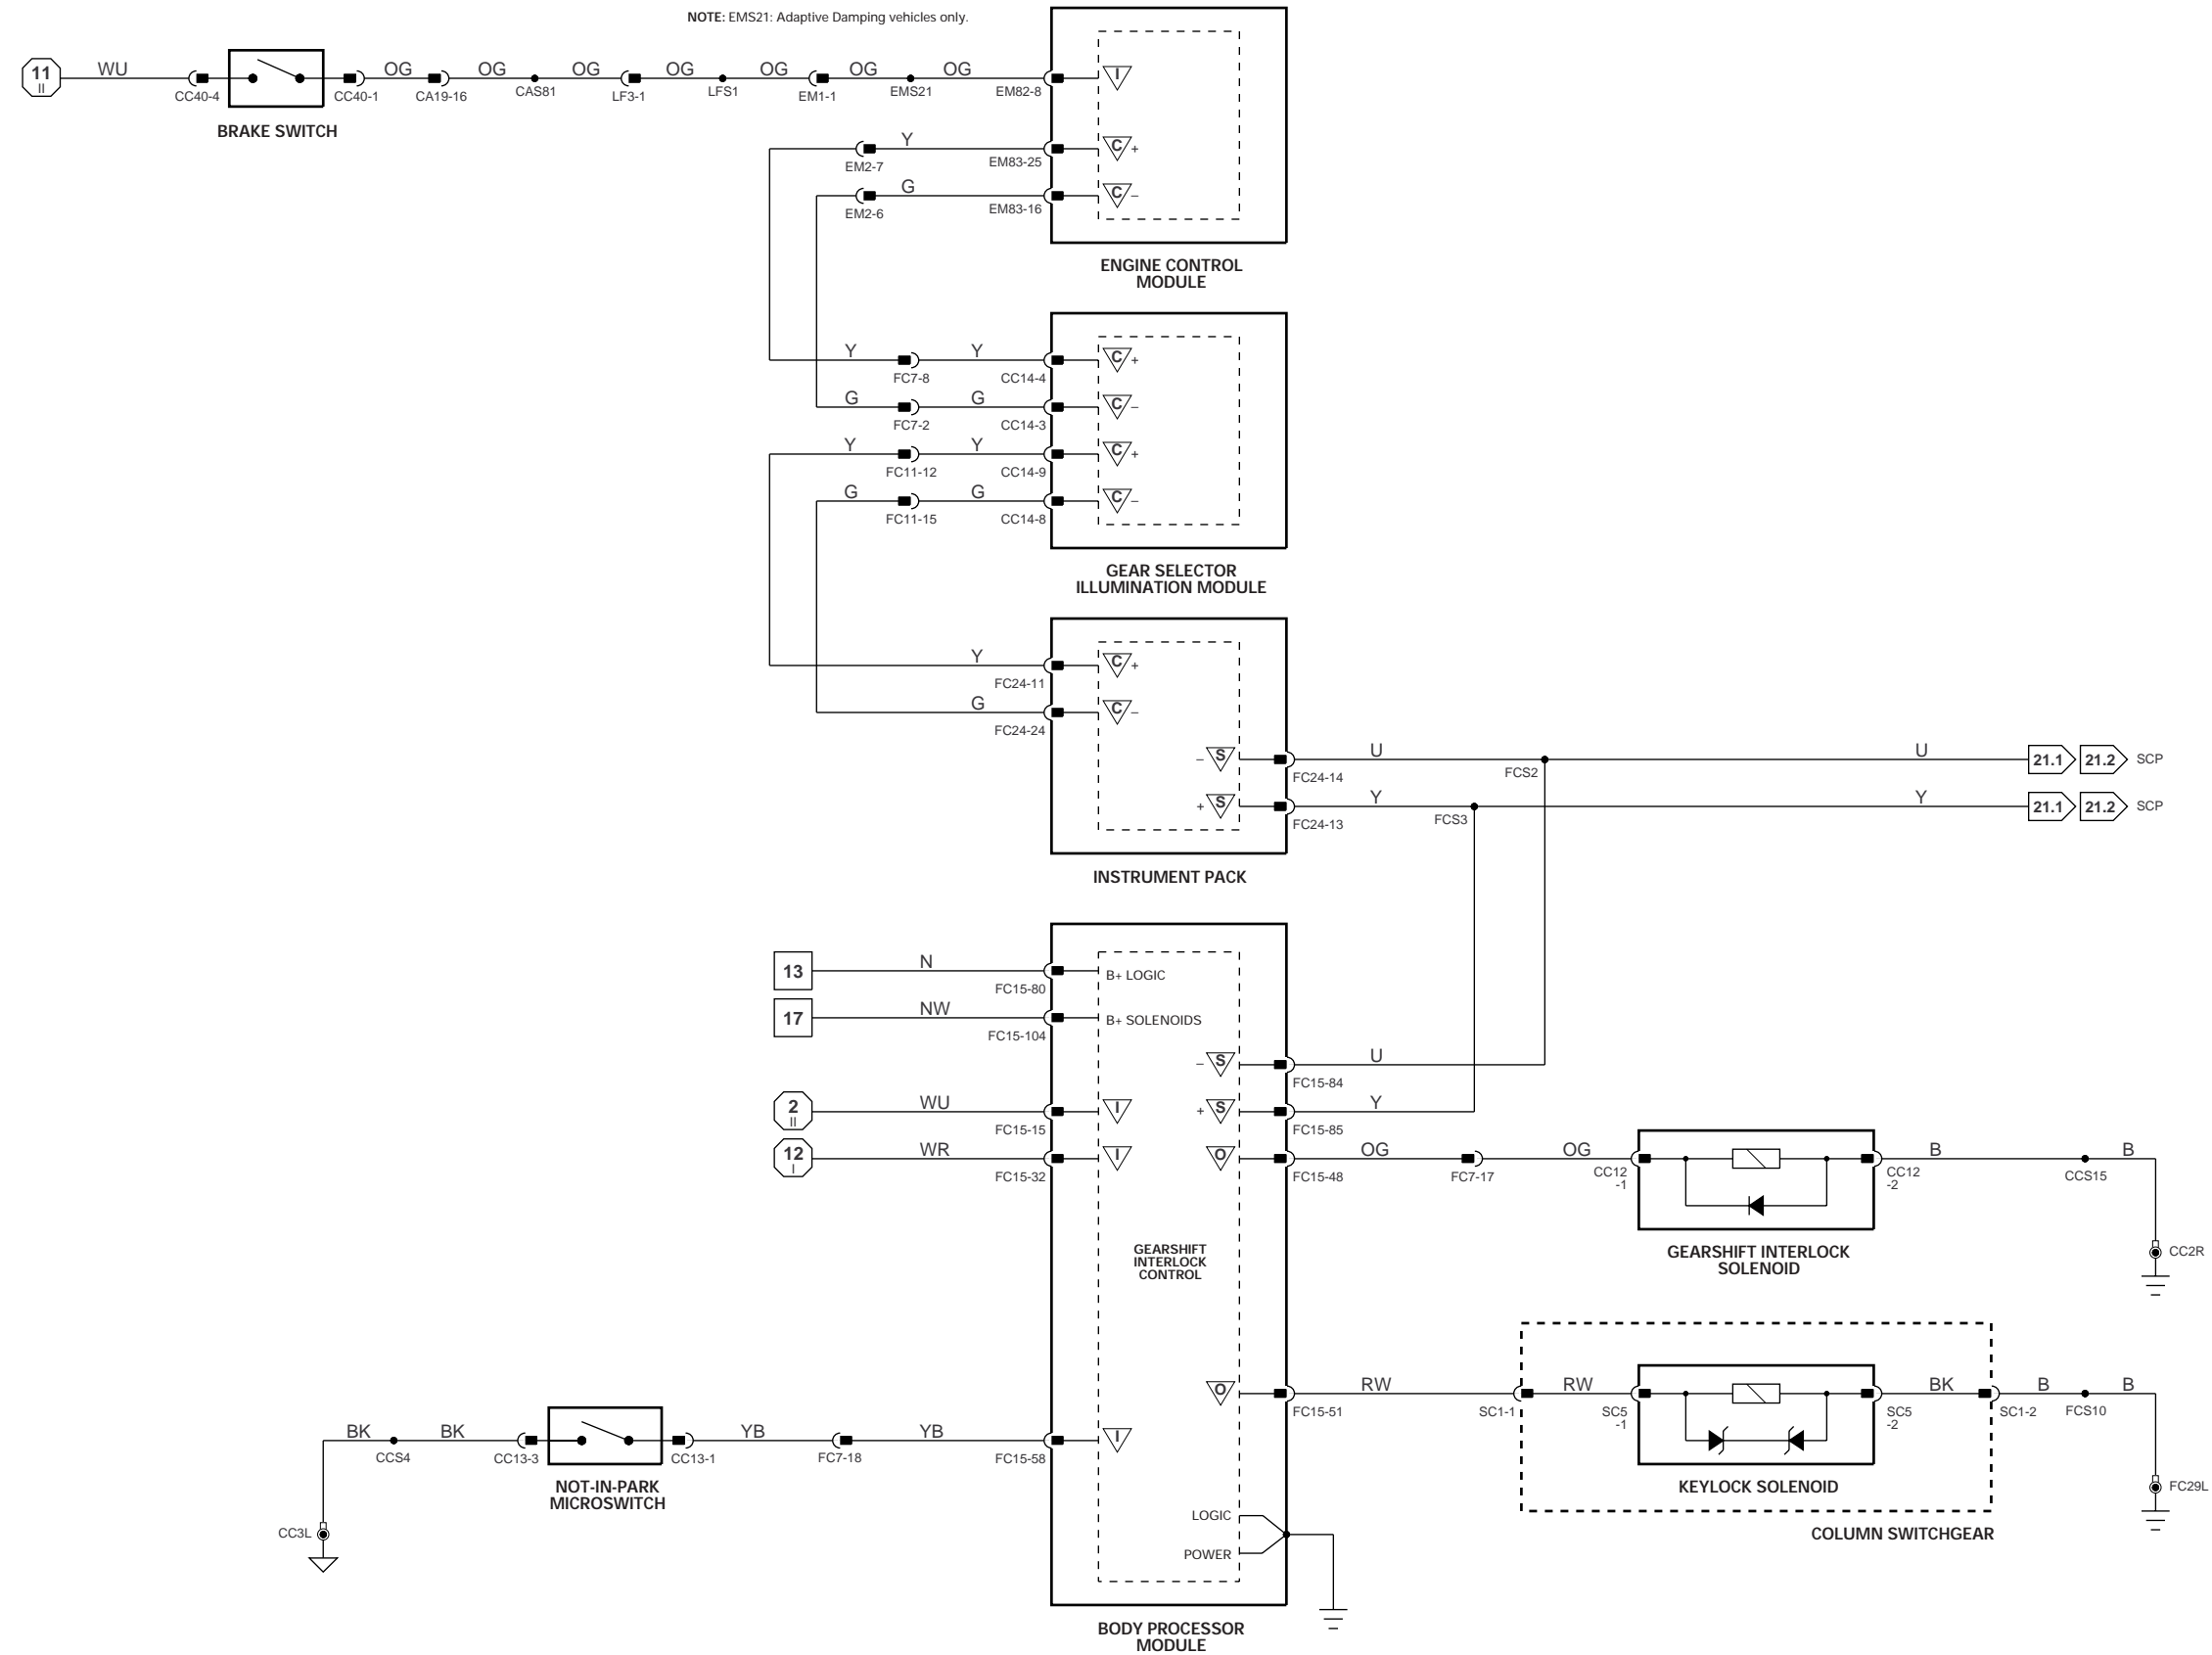 NOTE: EMS21: Adaptive Damping vehicles only.
11
II
WU
CC40-4
CC40-1
OG
CA19-16
OG
CAS81
OG
LF3-1
OG
LFS1
OG
EM1-1
OG
EMS21
OG
EM82-8
I
BRAKE SWITCH
EM2-7
Y
EM83-25
C
+
EM2-6
G
EM83-16
C
–
ENGINE CONTROL
MODULE
Y
FC7-8
Y
CC14-4
C
+
G
FC7-2
G
CC14-3
C
–
Y
FC11-12
Y
CC14-9
C
+
G
FC11-15
G
CC14-8
C
–
GEAR SELECTOR
ILLUMINATION MODULE
Y
FC24-11
C
+
G
FC24-24
C
–
– S
FC24-14
U
FCS2
U
21.1
21.2
SCP
+ S
FC24-13
Y
FCS3
Y
21.1
21.2
SCP
INSTRUMENT PACK
13
N
FC15-80
B+ LOGIC
17
NW
FC15-104
B+ SOLENOIDS
– S
FC15-84
U
2
II
WU
FC15-15
I
+ S
FC15-85
Y
12
I
WR
FC15-32
I
O
FC15-48
OG
FC7-17
OG
CC12
-1
CC12
-2
B
CCS15
B
CC2R
GEARSHIFT INTERLOCK
SOLENOID
GEARSHIFT
INTERLOCK
CONTROL
O
FC15-51
RW
SC1-1
RW
SC5
-1
SC5
-2
BK
SC1-2
B
FCS10
B
FC29L
KEYLOCK SOLENOID
COLUMN SWITCHGEAR
BK
CCS4
BK
CC13-3
CC13-1
YB
FC7-18
YB
FC15-58
I
NOT-IN-PARK
MICROSWITCH
CC3L
LOGIC
POWER
BODY PROCESSOR
MODULE